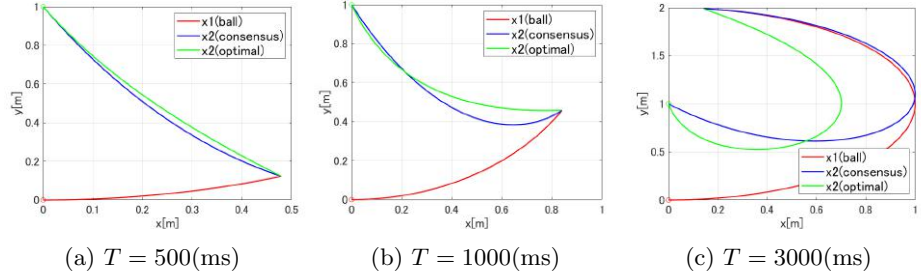 1
0.8
0.6
0.4
0.2
0
y[m]
0 0.1 0.2 0.3 0.4 0.5
x[m]
x1(ball)
x2(consensus)
x2(optimal)
(a) T = 500(ms)
1
0.8
0.6
0.4
0.2
0
y[m]
0 0.2 0.4 0.6 0.8 1
x[m]
x1(ball)
x2(consensus)
x2(optimal)
(b) T = 1000(ms)
2
1.5
1
0.5
0
y[m]
0 0.2 0.4 0.6 0.8 1
x[m]
x1(ball)
x2(consensus)
x2(optimal)
(c) T = 3000(ms)